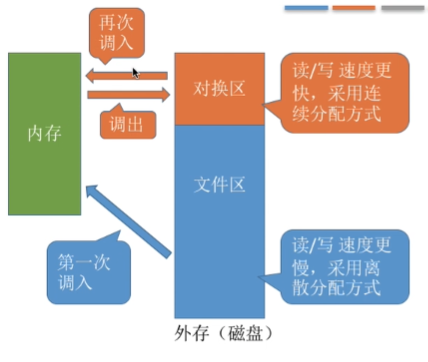 再次
调入
调出
内存
第一次
调入
对换区
文件区
读/写 速度更
快，采用连
续分配方式
读/写 速度更
慢，采用离
散分配方式
外存（磁盘）